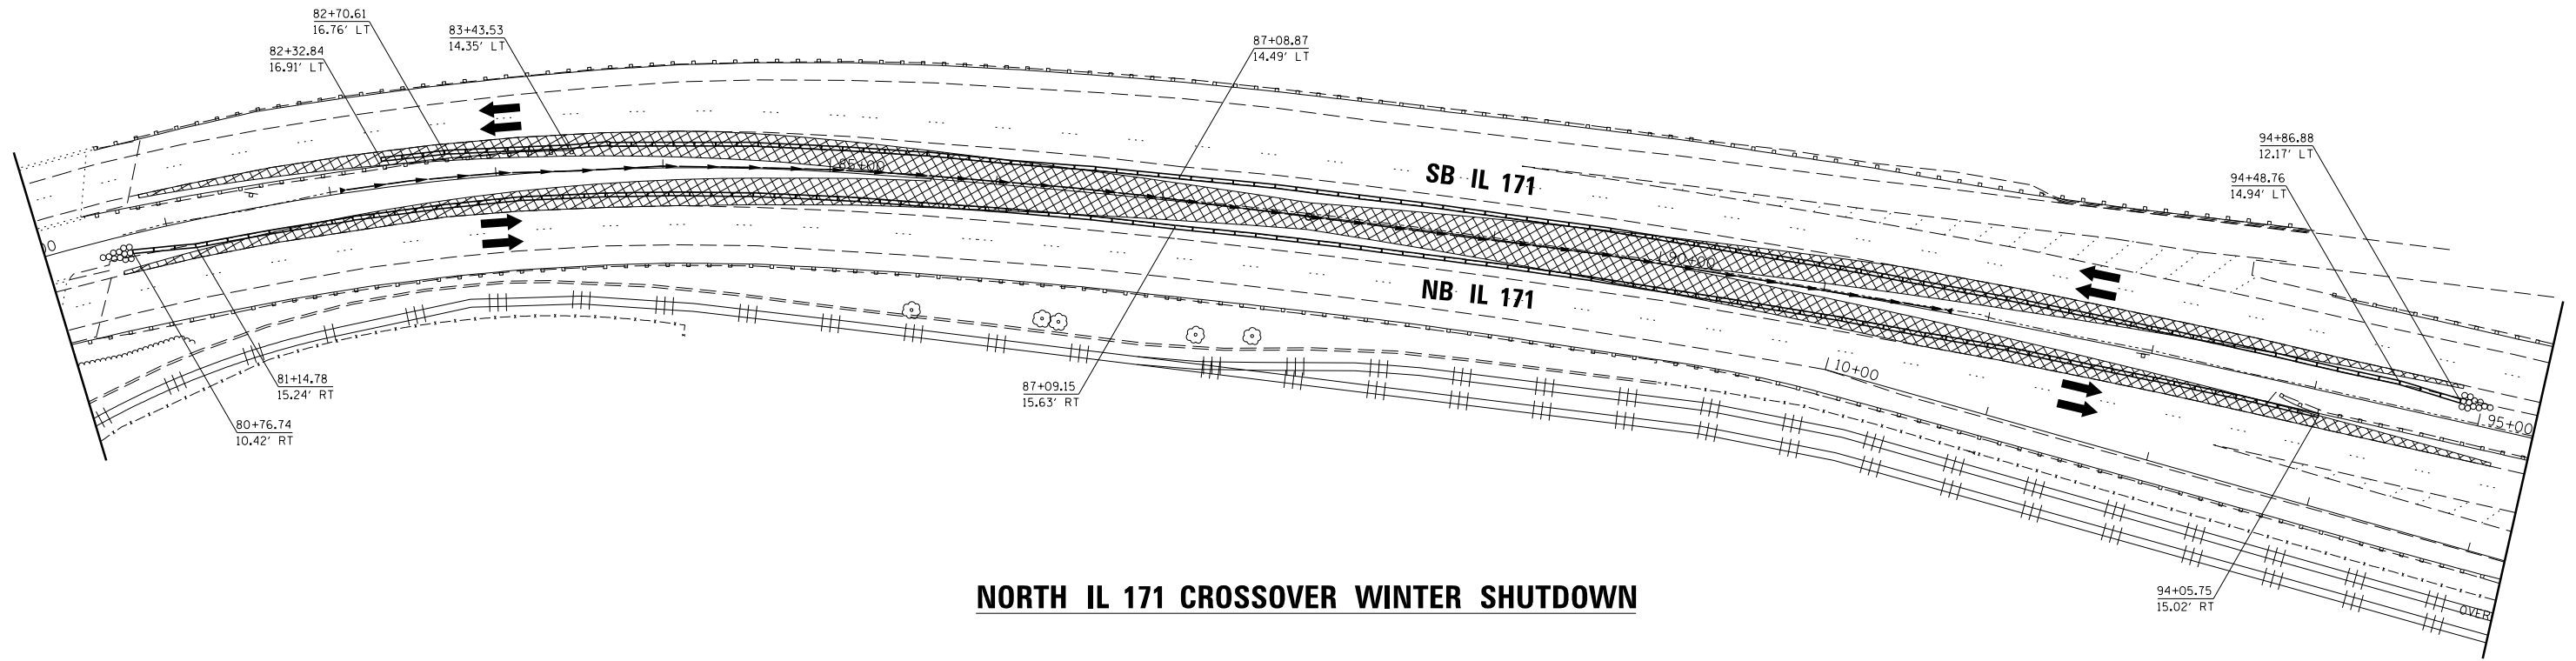 82+70.61
16.76' LT
83+43.53
14.35' LT
82+32.84
16.91' LT
87+08.87
14.49' LT
94+86.88
12.17' LT
94+48.76
14.94' LT
SB IL 171
NB IL 171
90+00
10+00
95+00
81+14.78
15.24' RT
80+76.74
10.42' RT
87+09.15
15.63' RT
94+05.75
15.02' RT
OVER
NORTH IL 171 CROSSOVER WINTER SHUTDOWN